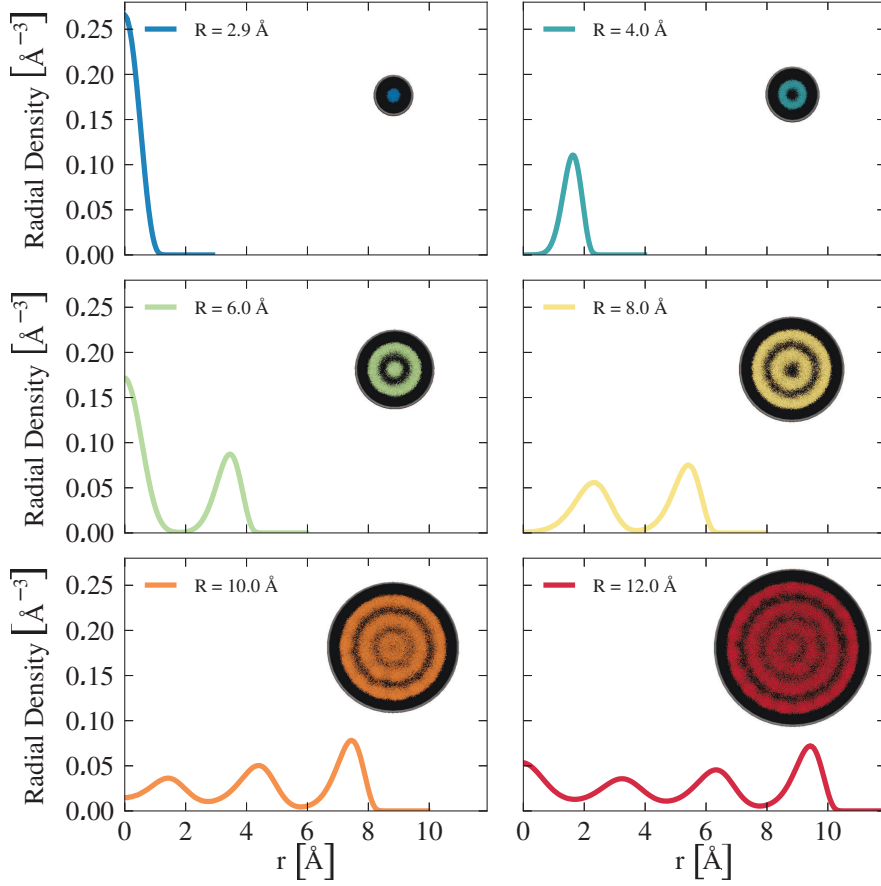 R = 2.9 Å
R = 4.0 Å
Radial Density [Å⁻³]
0.25
0.20
0.15
0.10
0.05
0.00
R = 6.0 Å
R = 8.0 Å
Radial Density [Å⁻³]
0.25
0.20
0.15
0.10
0.05
0.00
R = 10.0 Å
R = 12.0 Å
Radial Density [Å⁻³]
0.25
0.20
0.15
0.10
0.05
0.00
0 2 4 6 8 10
0 2 4 6 8 10
r [Å]
r [Å]